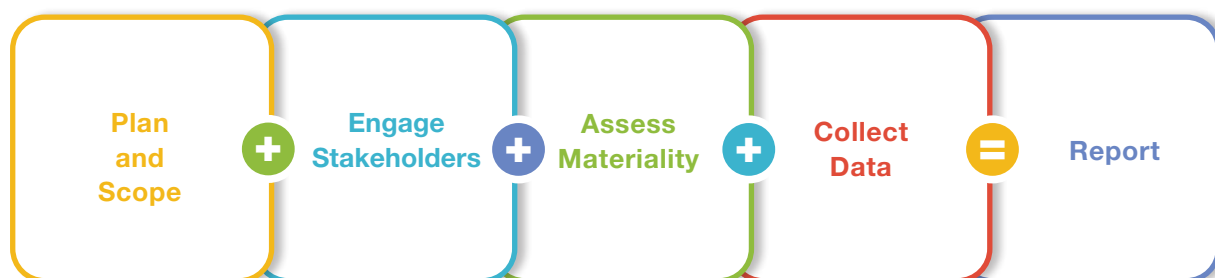 Plan
and
Scope
+
Engage
Stakeholders
+
Assess
Materiality
+
Collect
Data
=
Report